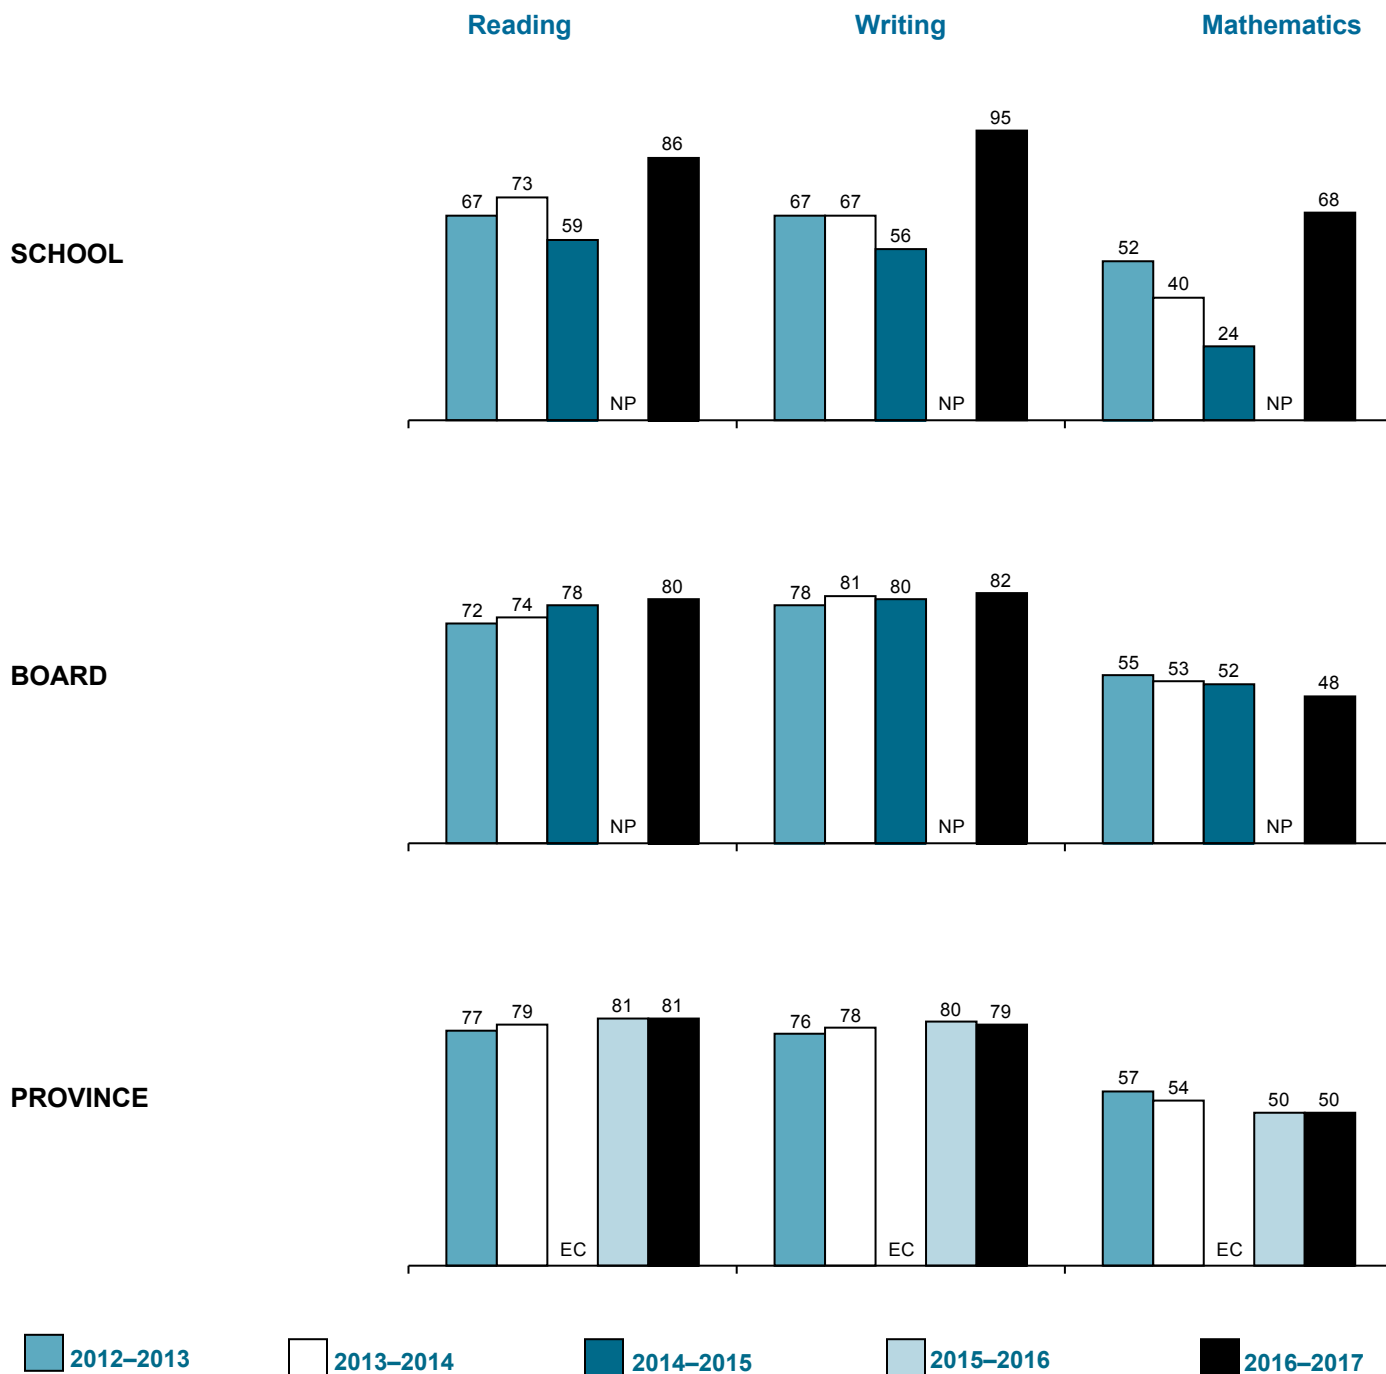 Reading Writing Mathematics
SCHOOL
67 73 59 NP 86 67 67 56 NP 95 52 40 24 NP 68
BOARD
72 74 78 NP 80 78 81 80 NP 82 55 53 52 NP 48
PROVINCE
77 79 EC 81 81 76 78 EC 80 79 57 54 EC 50 50
2012–2013 2013–2014 2014–2015 2015–2016 2016–2017